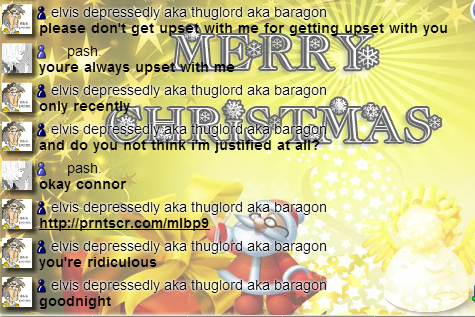 elvis depressedly aka thuglord aka baragon
please don't get upset with me for getting upset with you
pash.
youre always upset with me
elvis depressedly aka thuglord aka baragon
only recently
elvis depressedly aka thuglord aka baragon
and do you not think i'm justified at all?
pash.
okay connor
elvis depressedly aka thuglord aka baragon
http://prntscr.com/mlbp9
elvis depressedly aka thuglord aka baragon
you're ridiculous
elvis depressedly aka thuglord aka baragon
goodnight
MERRY
CHRISTMAS